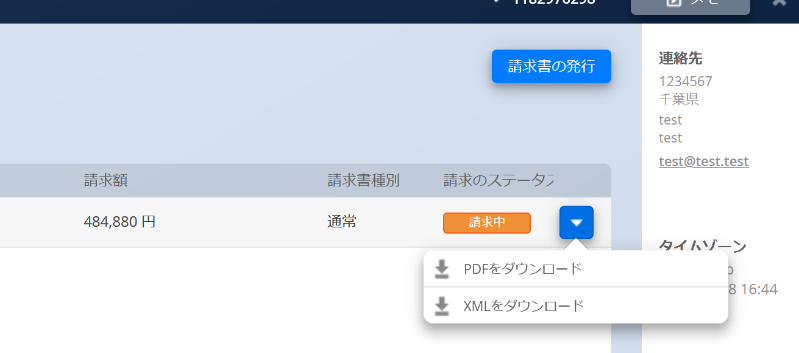 請求書の発行
連絡先
1234567
千葉県
test
test
test@test.test
請求額 請求書種別 請求のステータス
484,880 円 通常 請求中
タイムゾーン
PDFをダウンロード
8 16:44
XMLをダウンロード